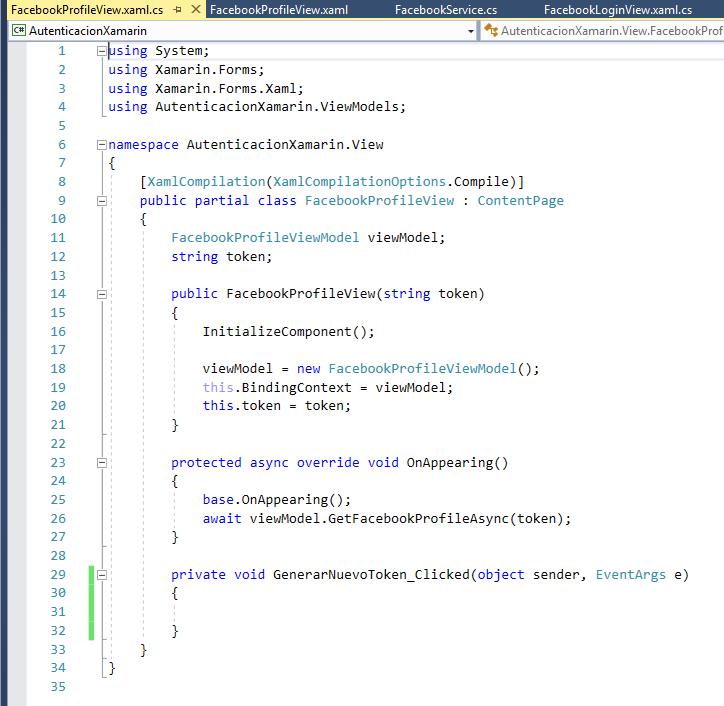 FacebookProfileView.xaml.cs FacebookProfileView.xaml FacebookService.cs FacebookLoginView.xaml.cs
C# AutenticacionXamarin AutenticacionXamarin.View.FacebookProf
1 using System;
2 using Xamarin.Forms;
3 using Xamarin.Forms.Xaml;
4 using AutenticacionXamarin.ViewModels;
5
6 namespace AutenticacionXamarin.View
7 {
8 [XamlCompilation(XamlCompilationOptions.Compile)]
9 public partial class FacebookProfileView : ContentPage
10 {
11 FacebookProfileViewModel viewModel;
12 string token;
13
14 public FacebookProfileView(string token)
15 {
16 InitializeComponent();
17
18 viewModel = new FacebookProfileViewModel();
19 this.BindingContext = viewModel;
20 this.token = token;
21 }
22
23 protected async override void OnAppearing()
24 {
25 base.OnAppearing();
26 await viewModel.GetFacebookProfileAsync(token);
27 }
28
29 private void GenerarNuevoToken_Clicked(object sender, EventArgs e)
30 {
31
32 }
33 }
34 }
35